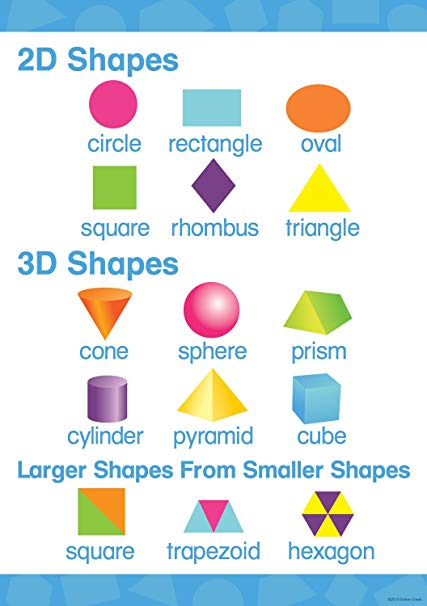 2D Shapes
circle rectangle oval
square rhombus triangle
3D Shapes
cone sphere prism
cylinder pyramid cube
Larger Shapes From Smaller Shapes
square trapezoid hexagon